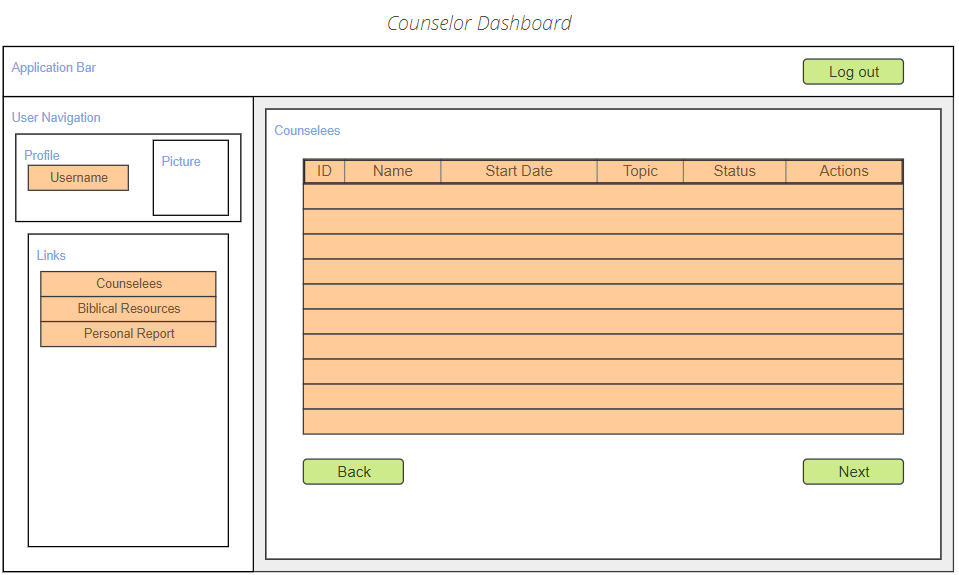 Counselor Dashboard
Application Bar
Log out
User Navigation
Profile
Username
Picture
Links
Counselees
Biblical Resources
Personal Report
Counselees
ID Name Start Date Topic Status Actions
Back Next